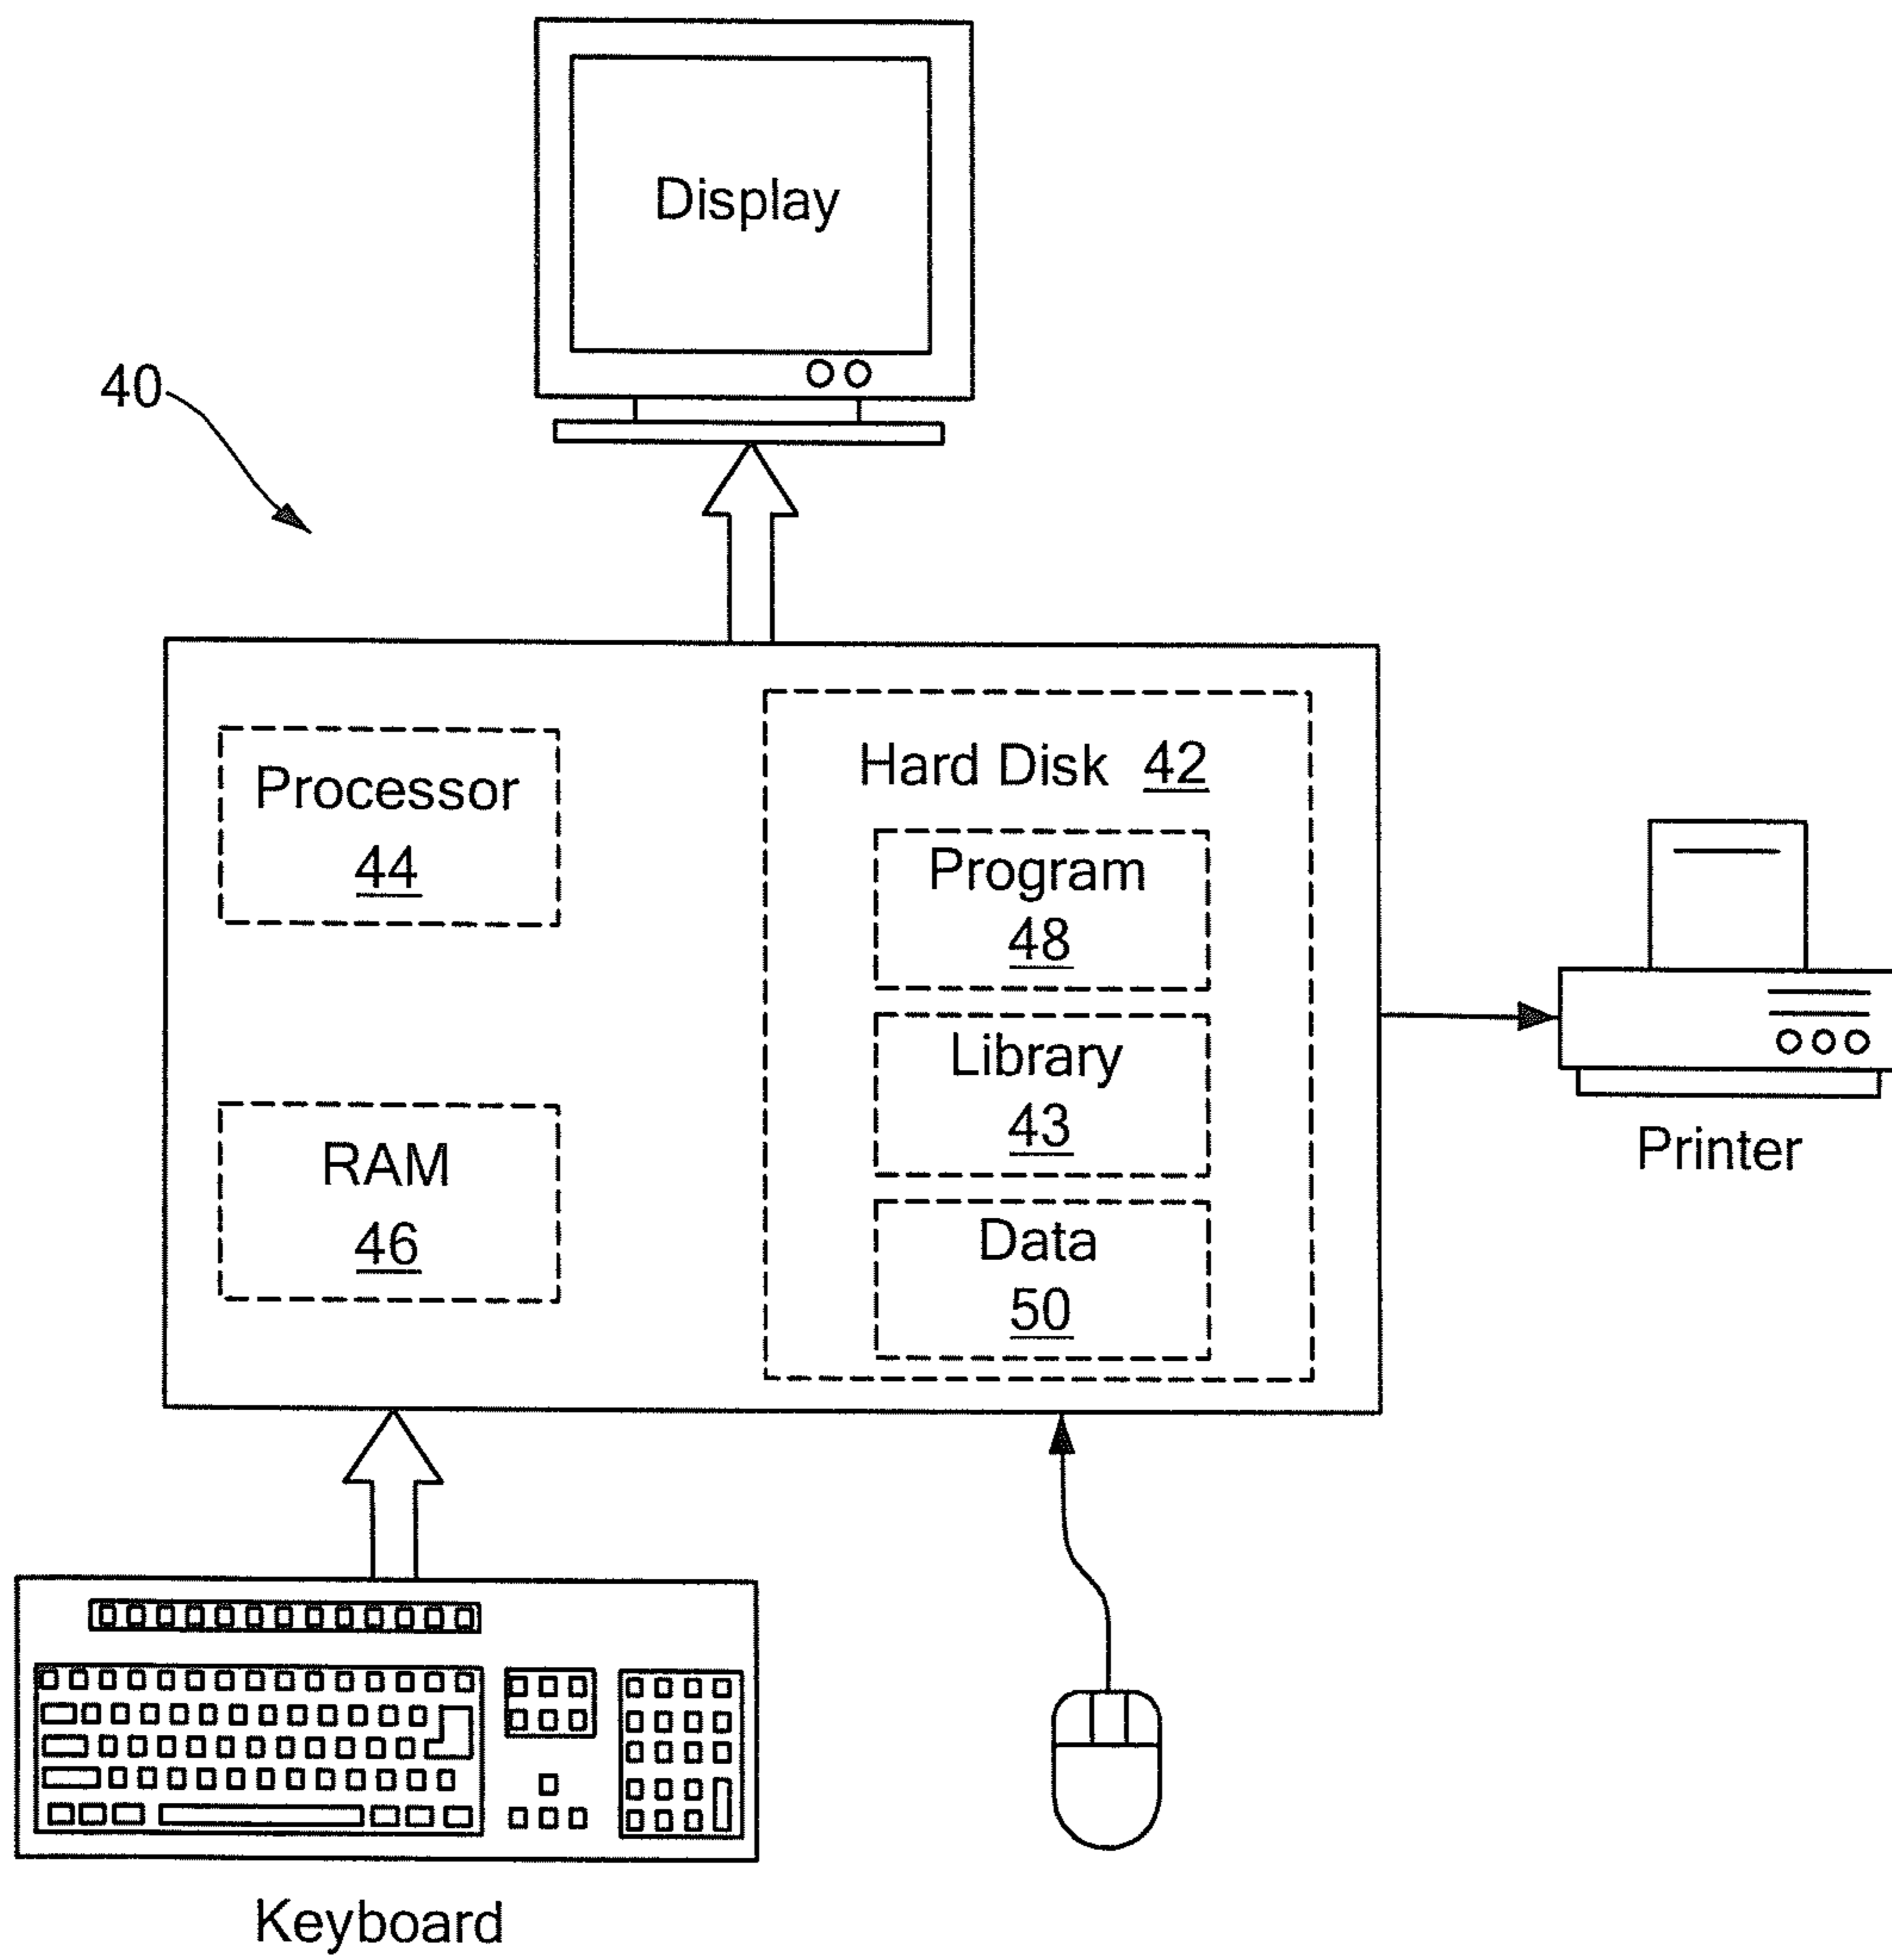 Display
40
Processor
44
Hard Disk 42
Program
48
Library
43
Data
50
RAM
46
Printer
Keyboard